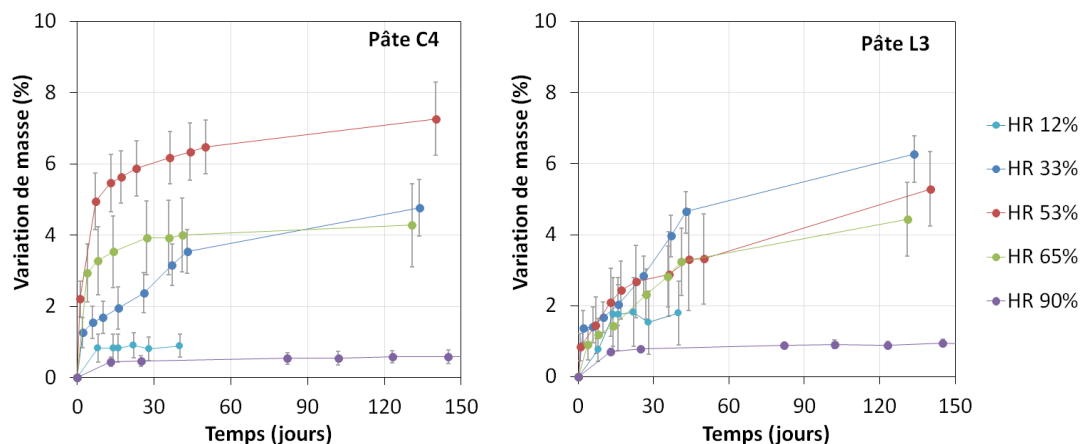 Pâte C4
Variation de masse (%)
10
8
6
4
2
0
0 30 60 90 120 150
Temps (jours)
Pâte L3
Variation de masse (%)
10
8
6
4
2
0
0 30 60 90 120 150
Temps (jours)
HR 12%
HR 33%
HR 53%
HR 65%
HR 90%